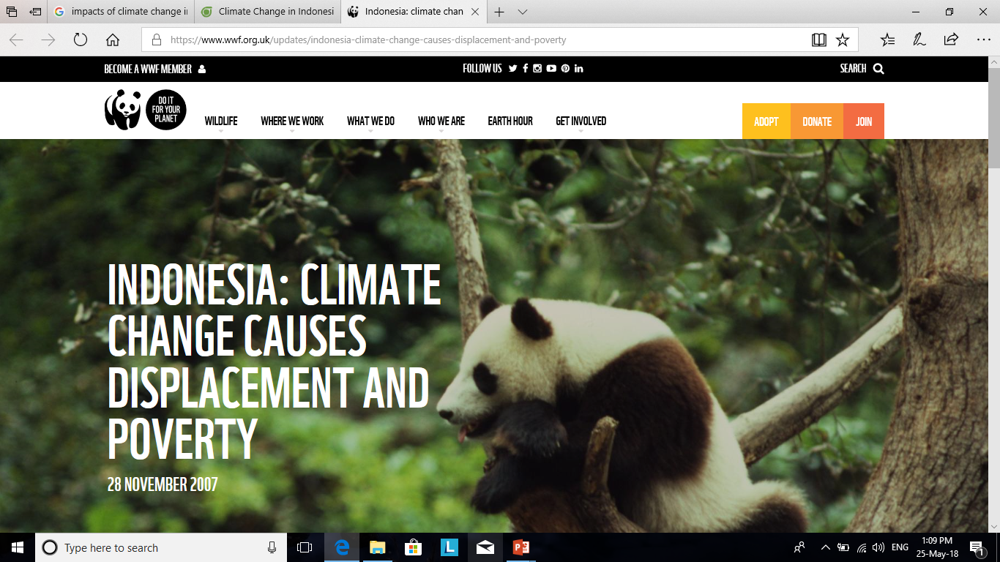 impacts of climate change i
Climate Change in Indonesi
Indonesia: climate chan
https://www.wwf.org.uk/updates/indonesia-climate-change-causes-displacement-and-poverty
BECOME A WWF MEMBER
FOLLOW US
SEARCH
DO IT
FOR YOUR
PLANET
WILDLIFE
WHERE WE WORK
WHAT WE DO
WHO WE ARE
EARTH HOUR
GET INVOLVED
ADOPT
DONATE
JOIN
INDONESIA: CLIMATE
CHANGE CAUSES
DISPLACEMENT AND
POVERTY
28 NOVEMBER 2007
Type here to search
ENG
1:09 PM
25-May-18
1